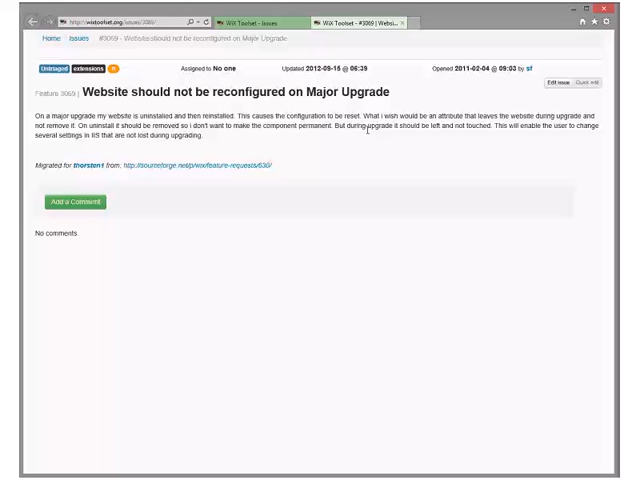 http://wixtoolset.org/issues/3069/
WiX Toolset - Issues
WiX Toolset - #3069 | Websi...
Home Issues #3069 - Website should not be reconfigured on Major Upgrade
Untriaged extensions Assigned to No one Updated 2012-09-15 @ 06:39 Opened 2011-02-04 @ 09:03 by sf
Edit issue Quick edit
Feature 3069 | Website should not be reconfigured on Major Upgrade
On a major upgrade my website is uninstalled and then reinstalled. This causes the configuration to be reset. What i wish would be an attribute that leaves the website during upgrade and
not remove it. On uninstall it should be removed so i don't want to make the component permanent. But during upgrade it should be left and not touched. This will enable the user to change
several settings in IIS that are not lost during upgrading.
Migrated for thorsten1 from: http://sourceforge.net/p/wix/feature-requests/630/
Add a Comment
No comments.